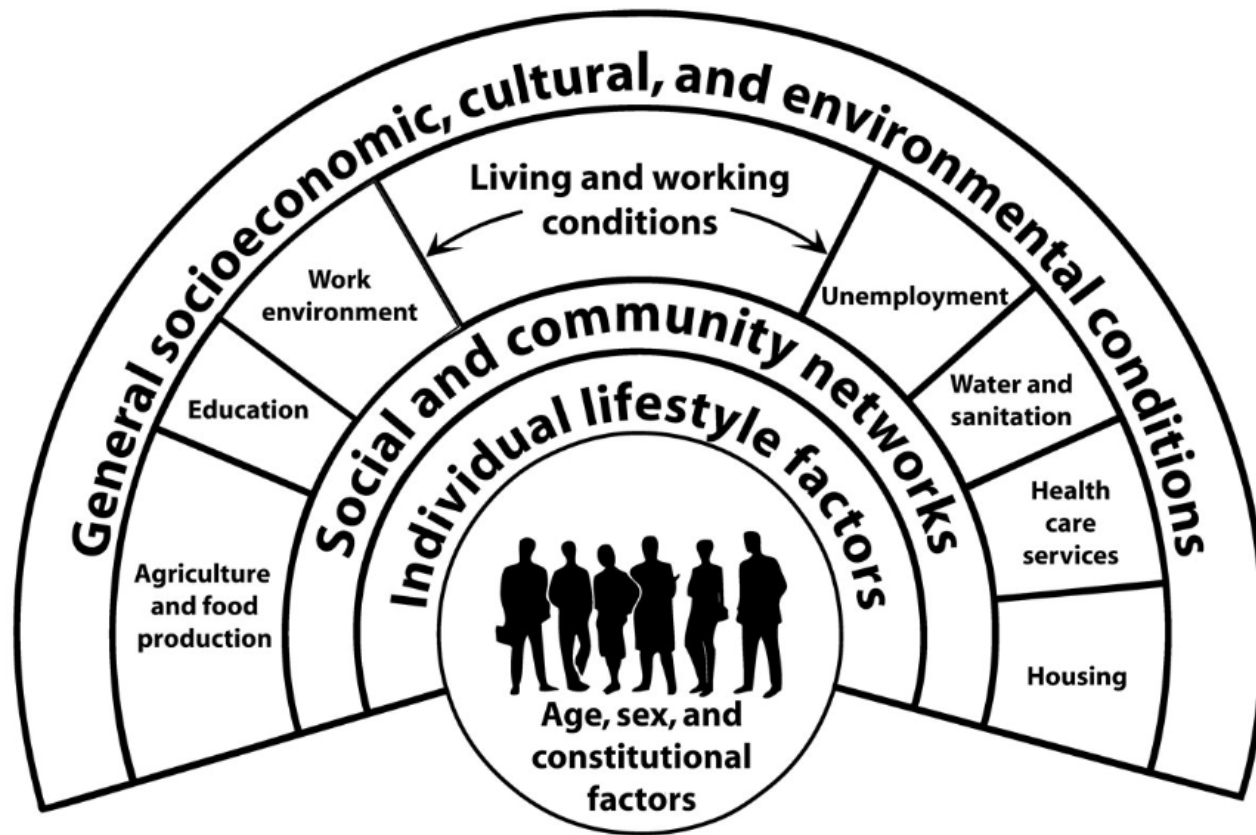 General socioeconomic, cultural, and environmental conditions
Living and working
conditions
Work
environment
Unemployment
Education
Water and
sanitation
Agriculture
and food
production
Health
care
services
Housing
Social and community networks
Individual lifestyle factors
Age, sex, and
constitutional
factors